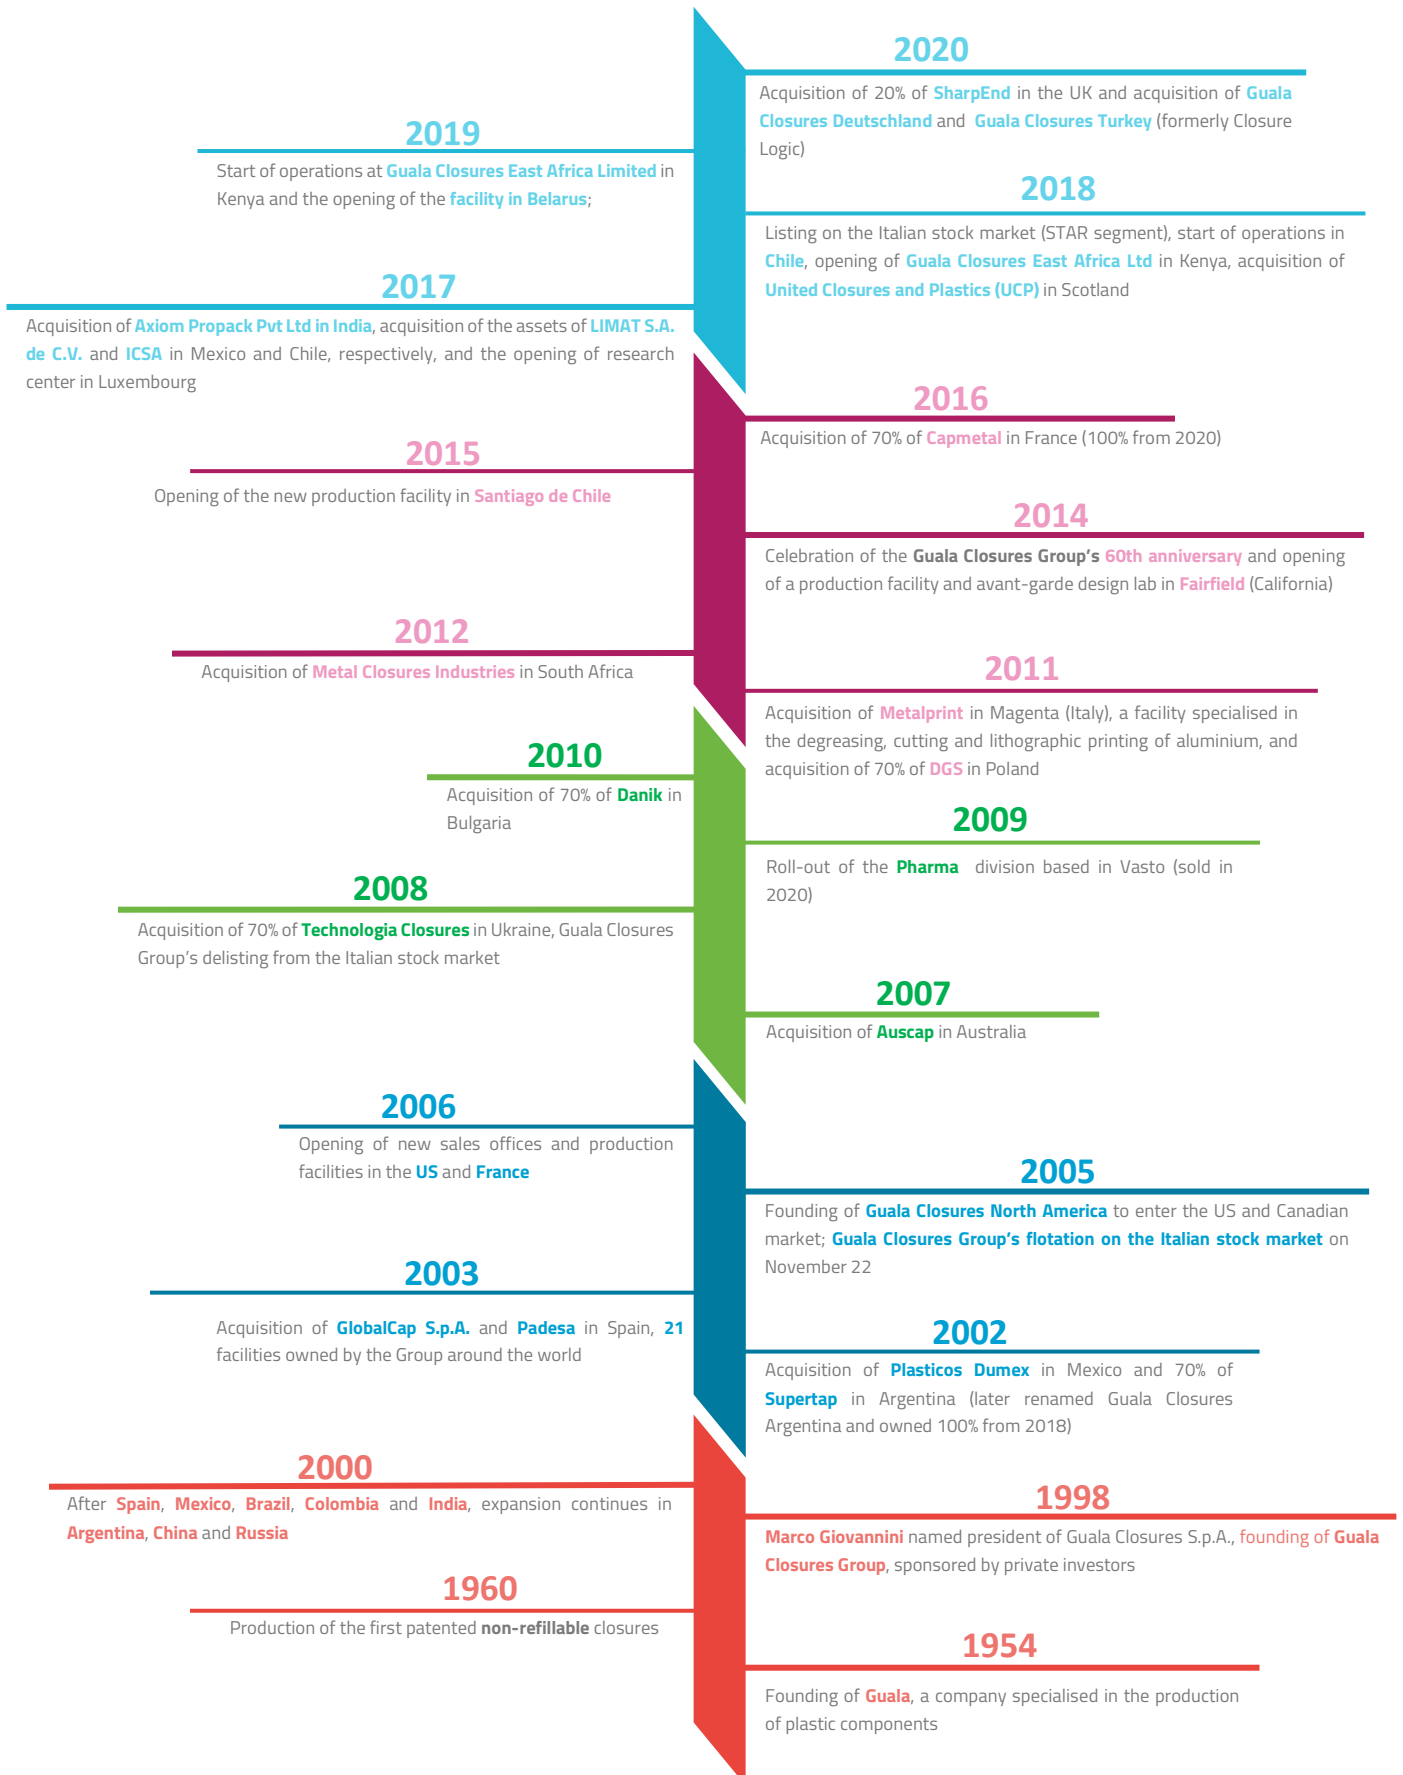 2020
Acquisition of 20% of SharpEnd in the UK and acquisition of Guala
Closures Deutschland and Guala Closures Turkey (formerly Closure
Logic)
2019
Start of operations at Guala Closures East Africa Limited in
Kenya and the opening of the facility in Belarus;
2018
Listing on the Italian stock market (STAR segment), start of operations in
Chile, opening of Guala Closures East Africa Ltd in Kenya, acquisition of
United Closures and Plastics (UCP) in Scotland
2017
Acquisition of Axiom Propack Pvt Ltd in India, acquisition of the assets of LIMAT S.A.
de C.V. and ICSA in Mexico and Chile, respectively, and the opening of research
center in Luxembourg
2016
Acquisition of 70% of Capmetal in France (100% from 2020)
2015
Opening of the new production facility in Santiago de Chile
2014
Celebration of the Guala Closures Group's 60th anniversary and opening
of a production facility and avant-garde design lab in Fairfield (California)
2012
Acquisition of Metal Closures Industries in South Africa
2011
Acquisition of Metalprint in Magenta (Italy), a facility specialised in
the degreasing, cutting and lithographic printing of aluminium, and
acquisition of 70% of DGS in Poland
2010
Acquisition of 70% of Danik in
Bulgaria
2009
Roll-out of the Pharma division based in Vasto (sold in
2020)
2008
Acquisition of 70% of Technologia Closures in Ukraine, Guala Closures
Group's delisting from the Italian stock market
2007
Acquisition of Auscap in Australia
2006
Opening of new sales offices and production
facilities in the US and France
2005
Founding of Guala Closures North America to enter the US and Canadian
market; Guala Closures Group's flotation on the Italian stock market on
November 22
2003
Acquisition of GlobalCap S.p.A. and Padesa in Spain, 21
facilities owned by the Group around the world
2002
Acquisition of Plasticos Dumex in Mexico and 70% of
Supertap in Argentina (later renamed Guala Closures
Argentina and owned 100% from 2018)
2000
After Spain, Mexico, Brazil, Colombia and India, expansion continues in
Argentina, China and Russia
1998
Marco Giovannini named president of Guala Closures S.p.A., founding of Guala
Closures Group, sponsored by private investors
1960
Production of the first patented non-refillable closures
1954
Founding of Guala, a company specialised in the production
of plastic components